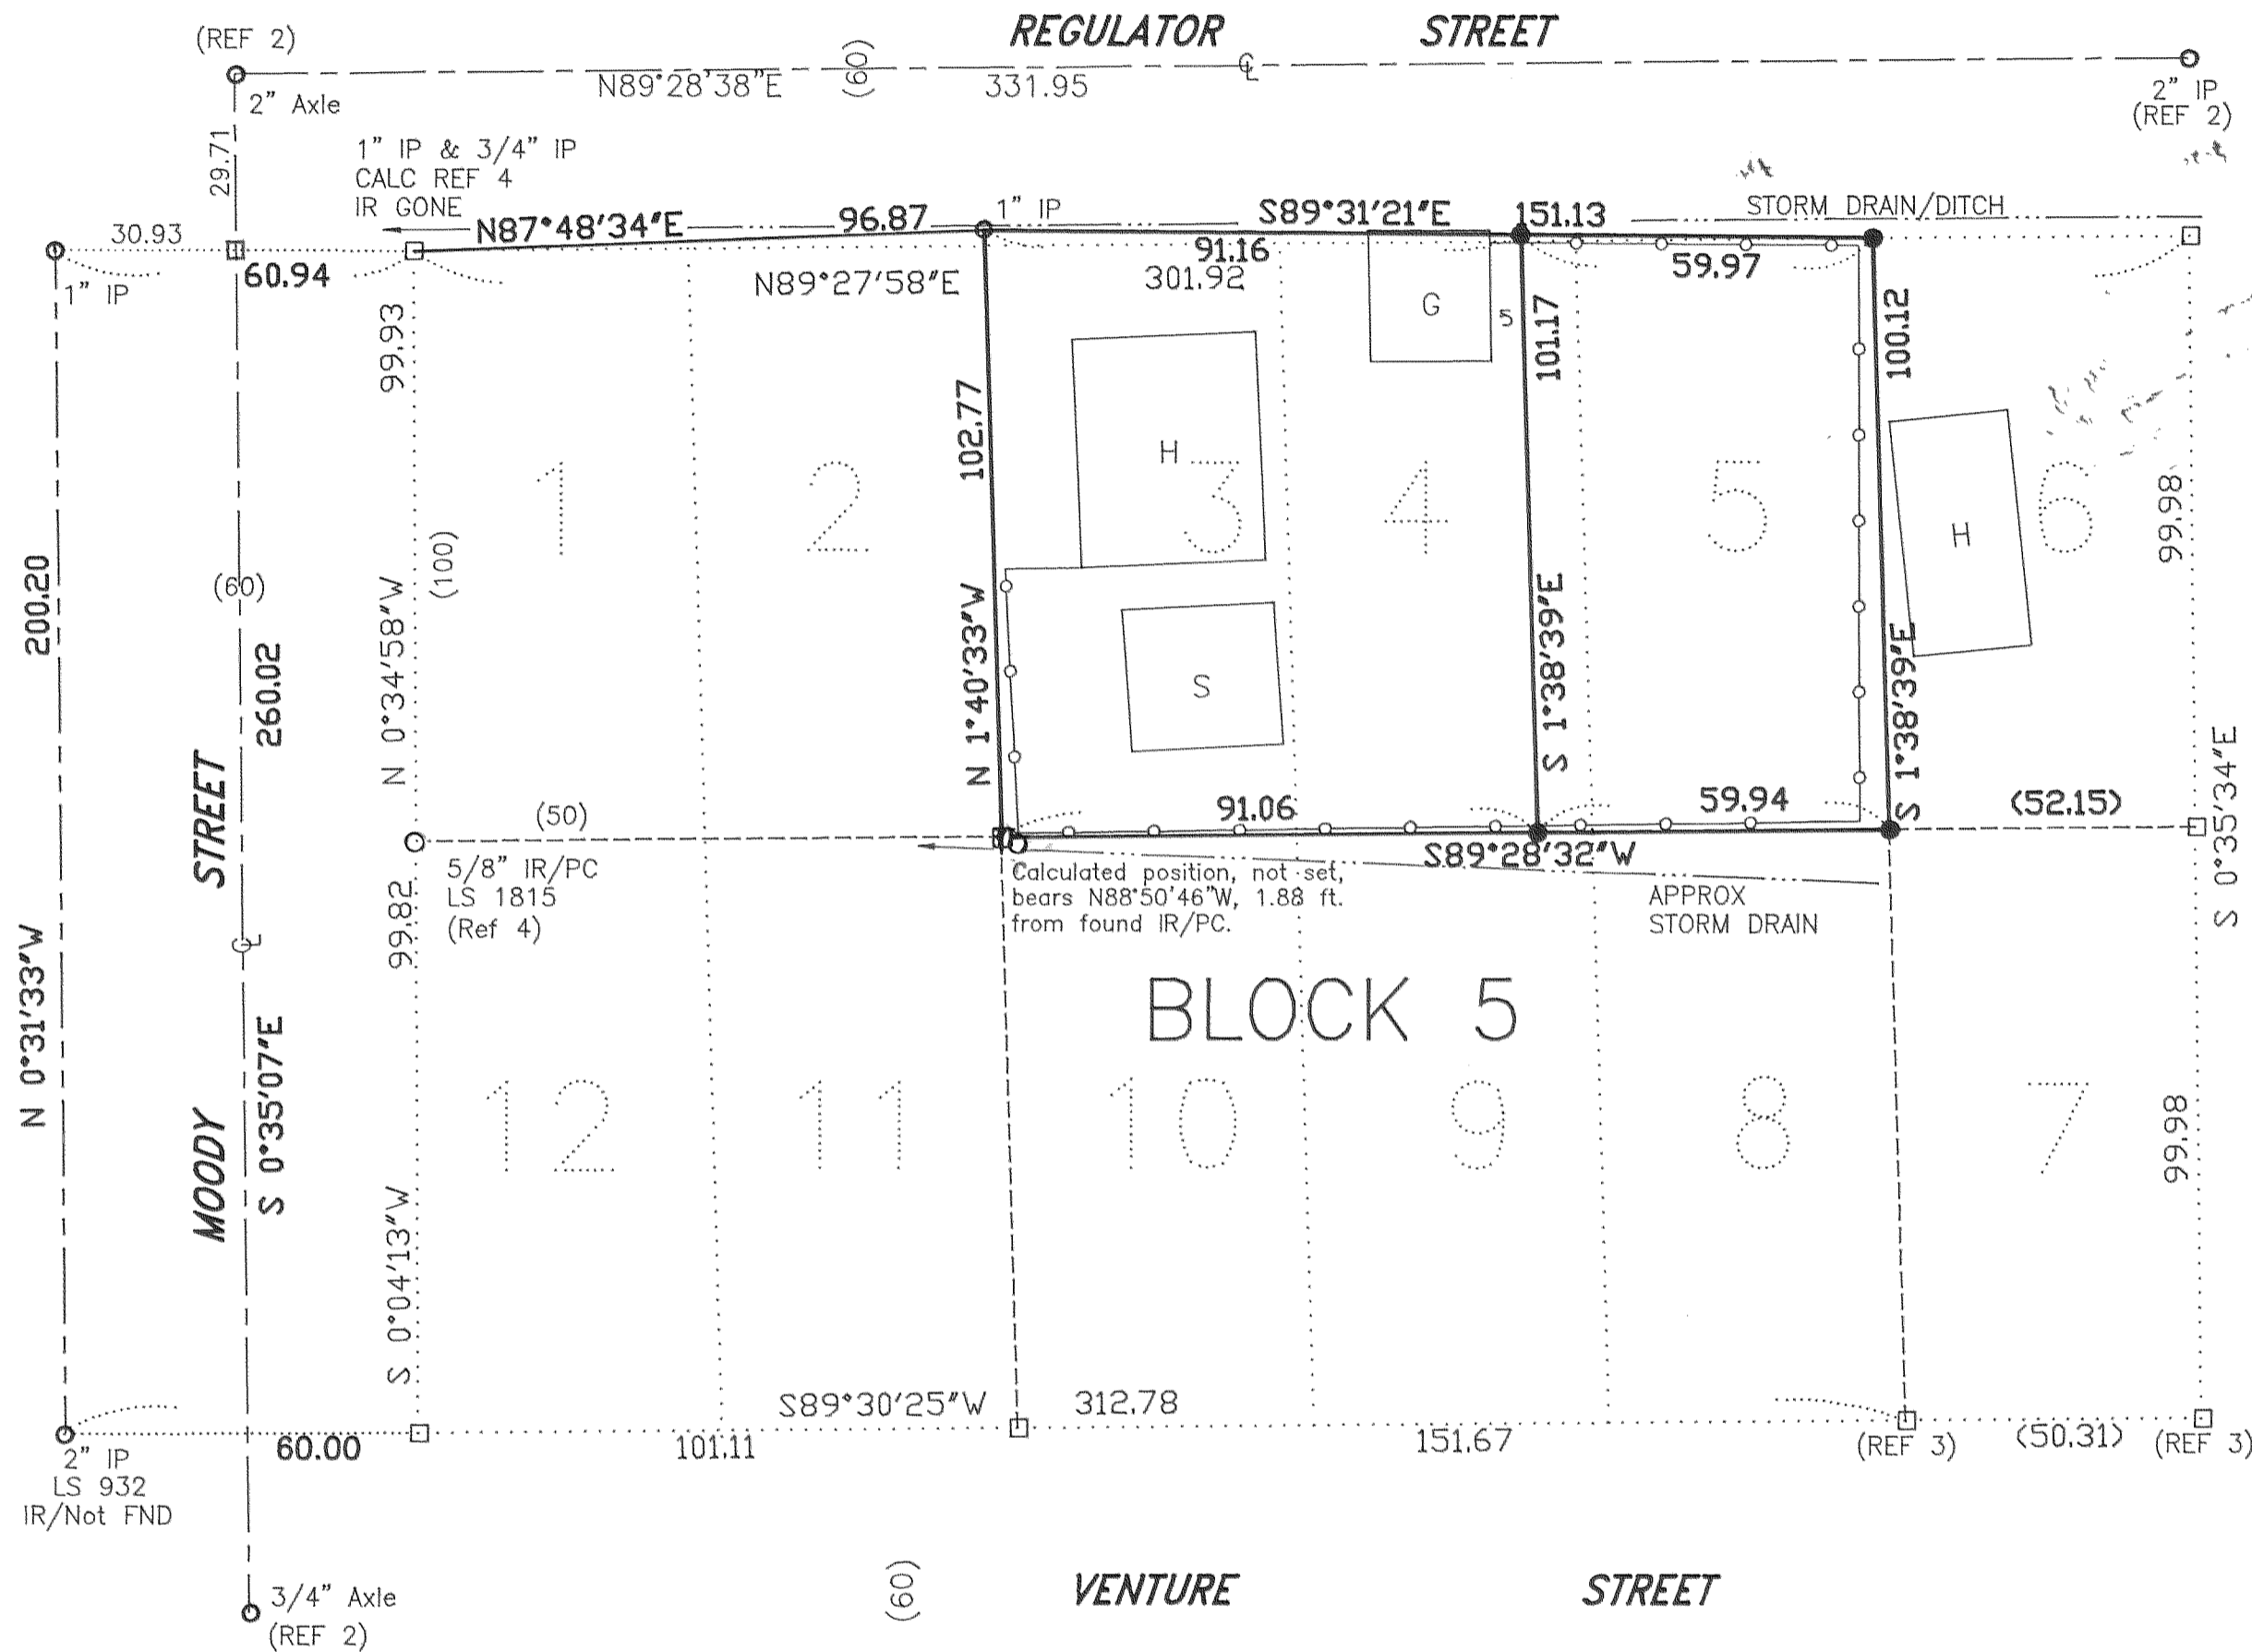 REGULATOR STREET
(REF 2)
N89°28'38"E
(60)
331.95
℄
2" Axle
2" IP
(REF 2)
29.71
1" IP & 3/4" IP
CALC REF 4
IR GONE
30.93
N87°48'34"E
96.87
1" IP
S89°31'21"E
151.13
STORM DRAIN/DITCH
60.94
1" IP
N89°27'58"E
91.16
301.92
59.97
G
5
99.93
102.77
101.17
100.12
H
1
2
3
4
5
6
H
99.98
(100)
200.20
(60)
260.02
N 0°34'58"W
N 1°40'33"W
S 1°38'39"E
S 1°38'39"E
S
S 0°35'34"E
(50)
91.06
59.94
(52.15)
S89°28'32"W
5/8" IR/PC
LS 1815
(Ref 4)
Calculated position, not set,
bears N88°50'46"W, 1.88 ft.
from found IR/PC.
APPROX
STORM DRAIN
99.82
℄
MOODY STREET
N 0°31'33"W
S 0°35'07"E
BLOCK 5
12
11
10
9
8
7
99.98
S 0°04'13"W
S89°30'25"W
312.78
60.00
101.11
151.67
(REF 3)
(50.31)
(REF 3)
2" IP
LS 932
IR/Not FND
3/4" Axle
(REF 2)
(60)
VENTURE STREET